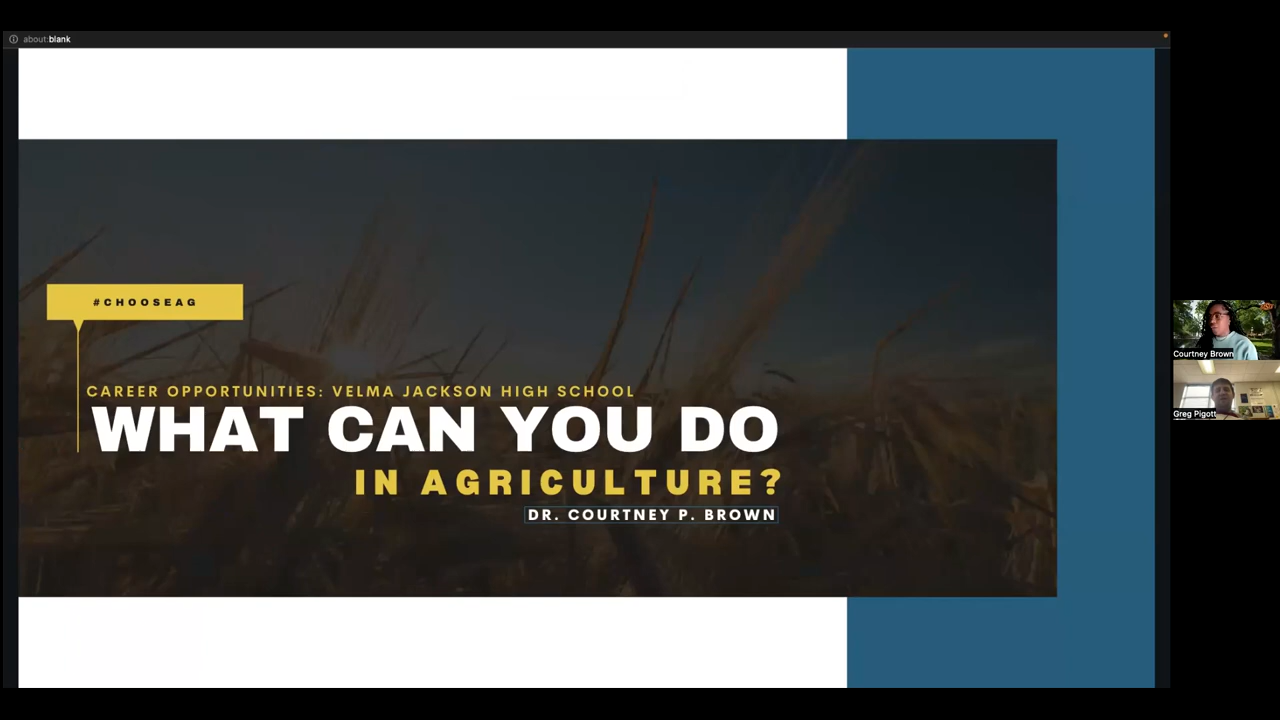 about:blank
#CHOOSEAG
CAREER OPPORTUNITIES: VELMA JACKSON HIGH SCHOOL
WHAT CAN YOU DO
IN AGRICULTURE?
DR. COURTNEY P. BROWN
Courtney Brown
Greg Pigott